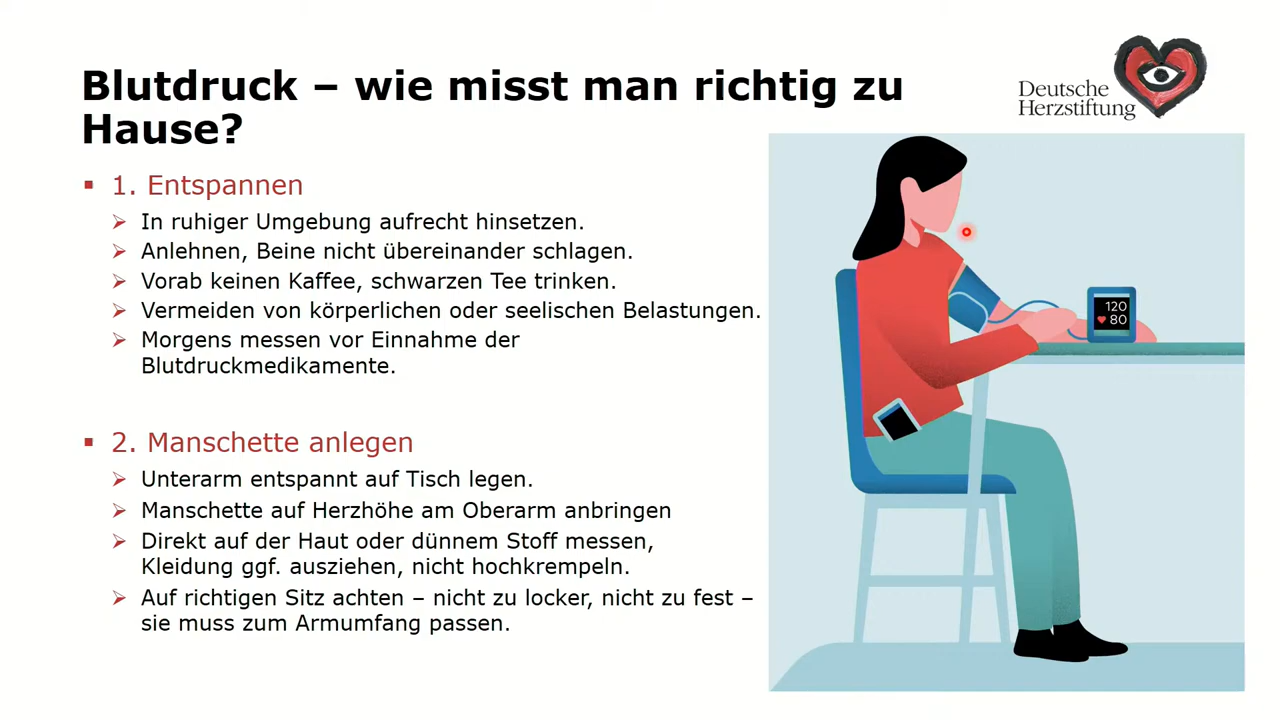 Blutdruck – wie misst man richtig zu
Hause?
Deutsche
Herzstiftung
▪ 1. Entspannen
➢ In ruhiger Umgebung aufrecht hinsetzen.
➢ Anlehnen, Beine nicht übereinander schlagen.
➢ Vorab keinen Kaffee, schwarzen Tee trinken.
➢ Vermeiden von körperlichen oder seelischen Belastungen.
➢ Morgens messen vor Einnahme der
Blutdruckmedikamente.
▪ 2. Manschette anlegen
➢ Unterarm entspannt auf Tisch legen.
➢ Manschette auf Herzhöhe am Oberarm anbringen
➢ Direkt auf der Haut oder dünnem Stoff messen,
Kleidung ggf. ausziehen, nicht hochkrempeln.
➢ Auf richtigen Sitz achten – nicht zu locker, nicht zu fest –
sie muss zum Armumfang passen.
120
80